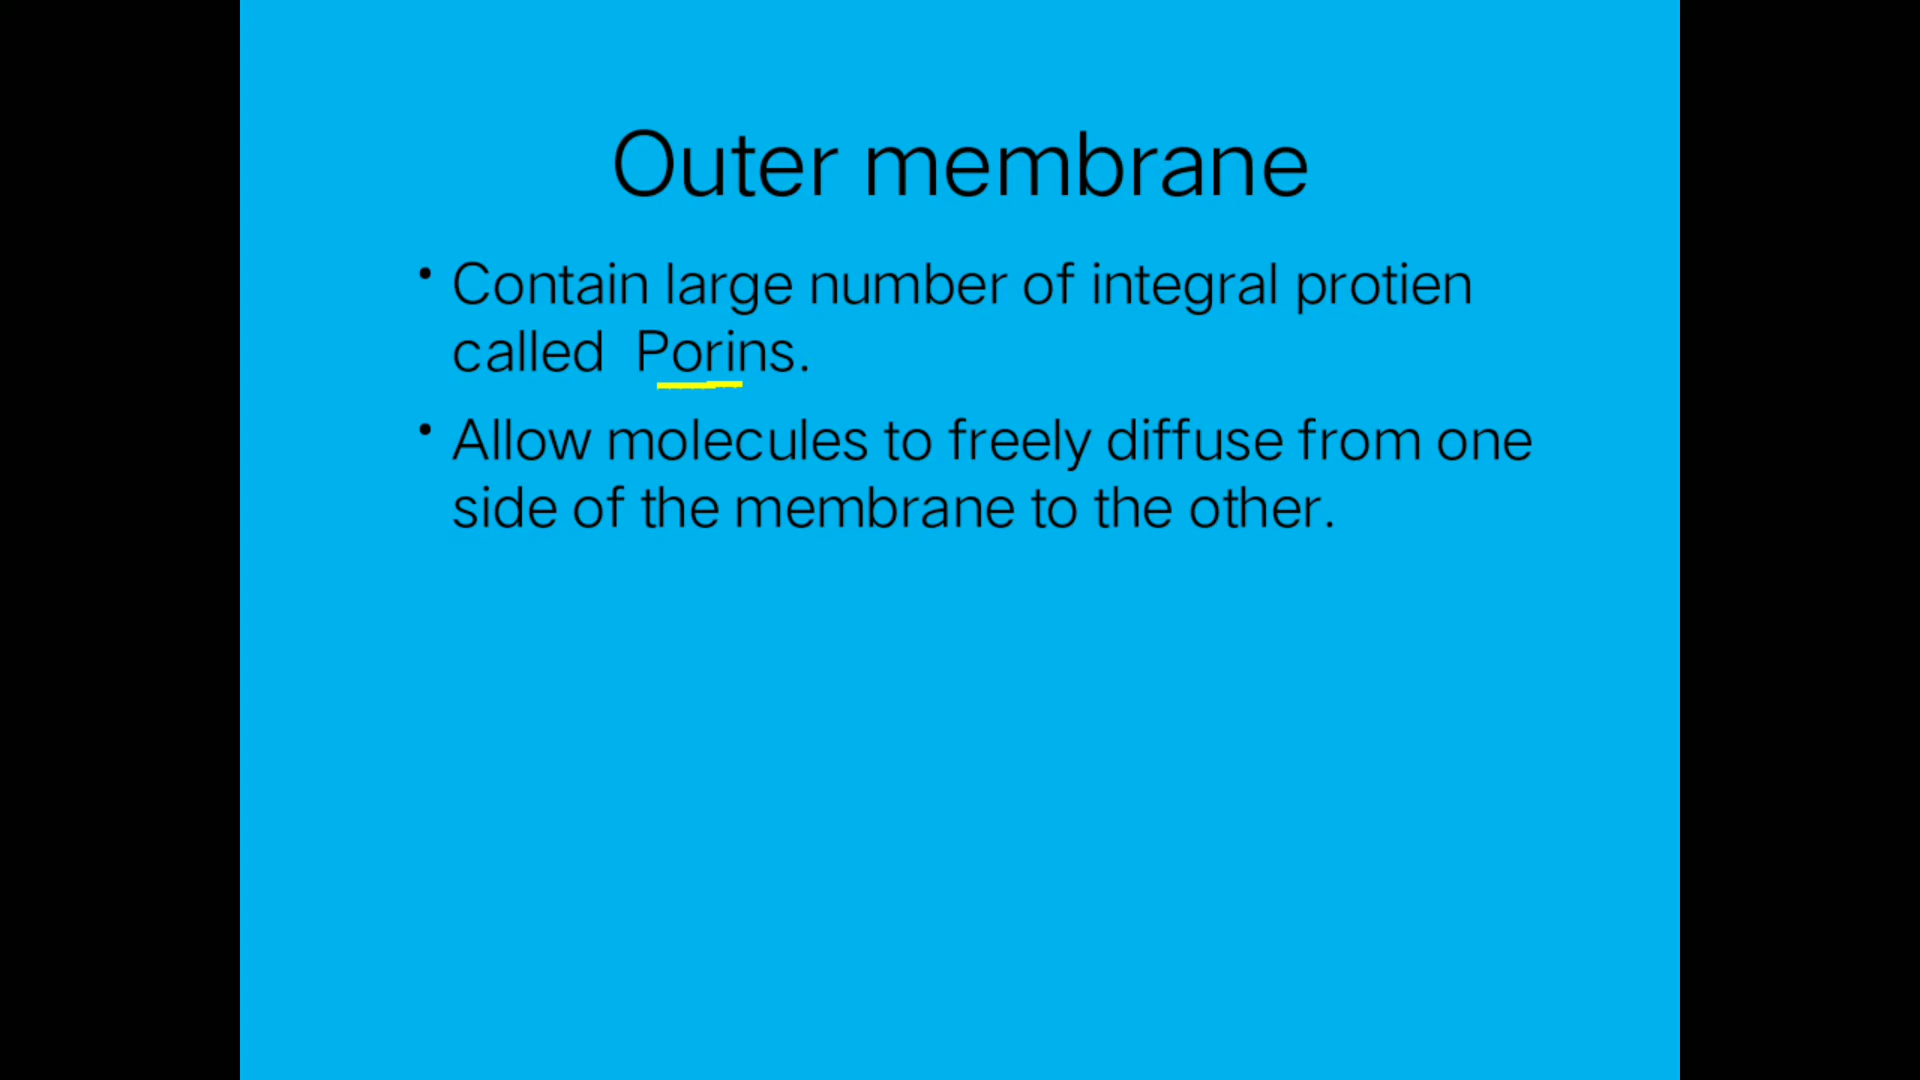 Outer membrane
• Contain large number of integral protien
called  Porins.
• Allow molecules to freely diffuse from one
side of the membrane to the other.